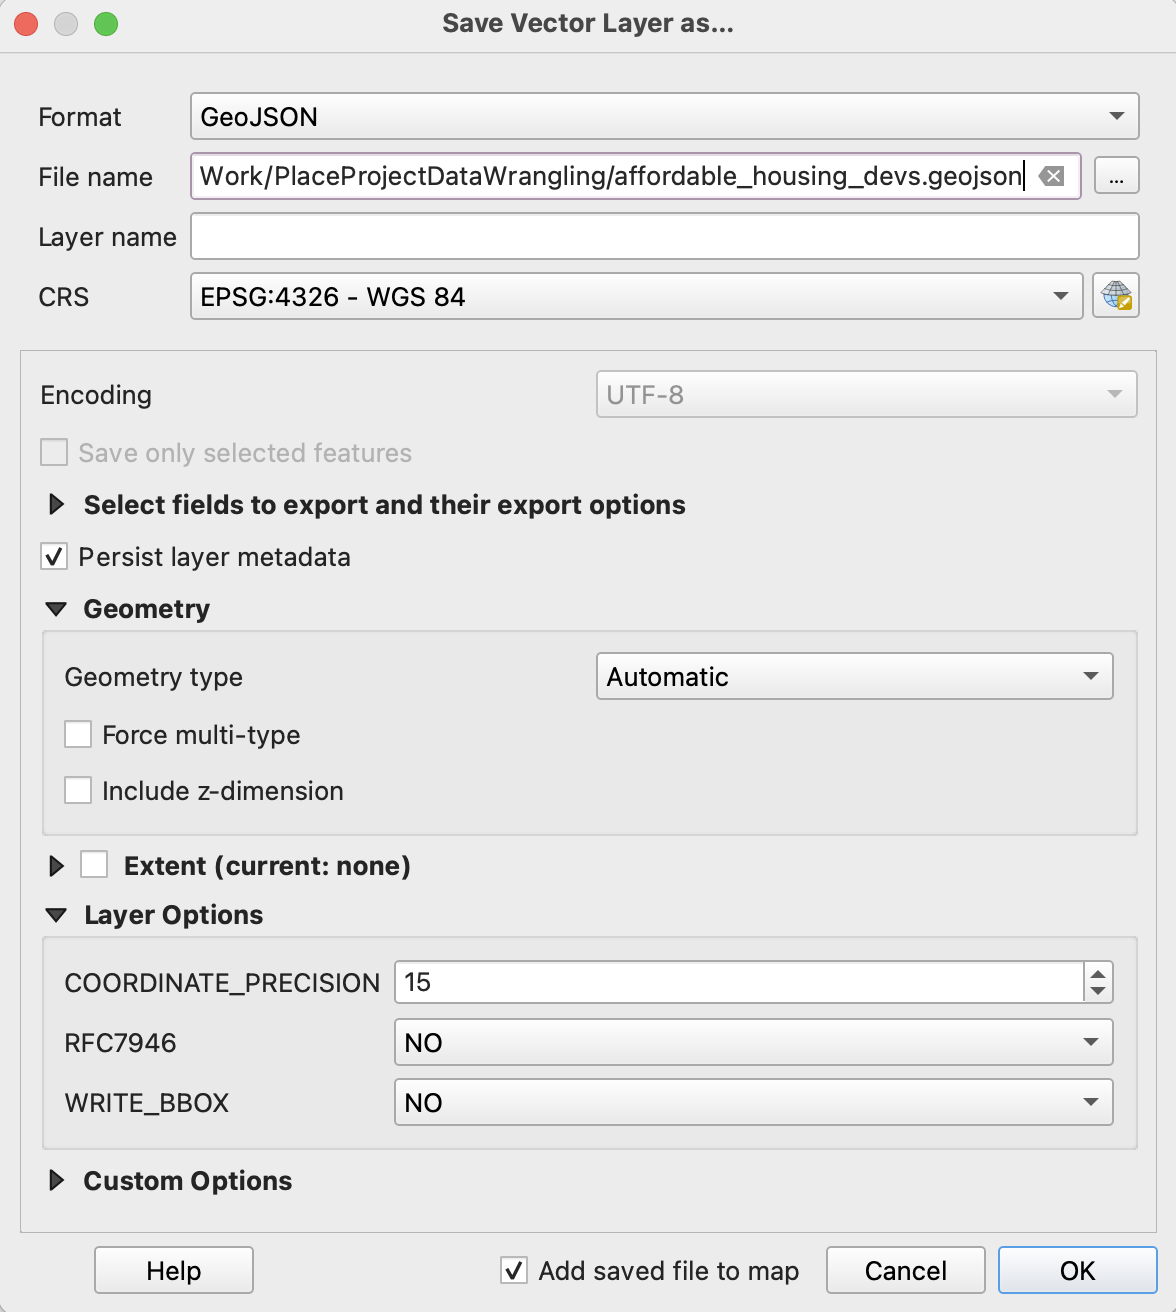 Save Vector Layer as...
Format GeoJSON
File name Work/PlaceProjectDataWrangling/affordable_housing_devs.geojson ...
Layer name
CRS EPSG:4326 - WGS 84
Encoding UTF-8
Save only selected features
Select fields to export and their export options
Persist layer metadata
Geometry
Geometry type Automatic
Force multi-type
Include z-dimension
Extent (current: none)
Layer Options
COORDINATE_PRECISION 15
RFC7946 NO
WRITE_BBOX NO
Custom Options
Help Add saved file to map Cancel OK